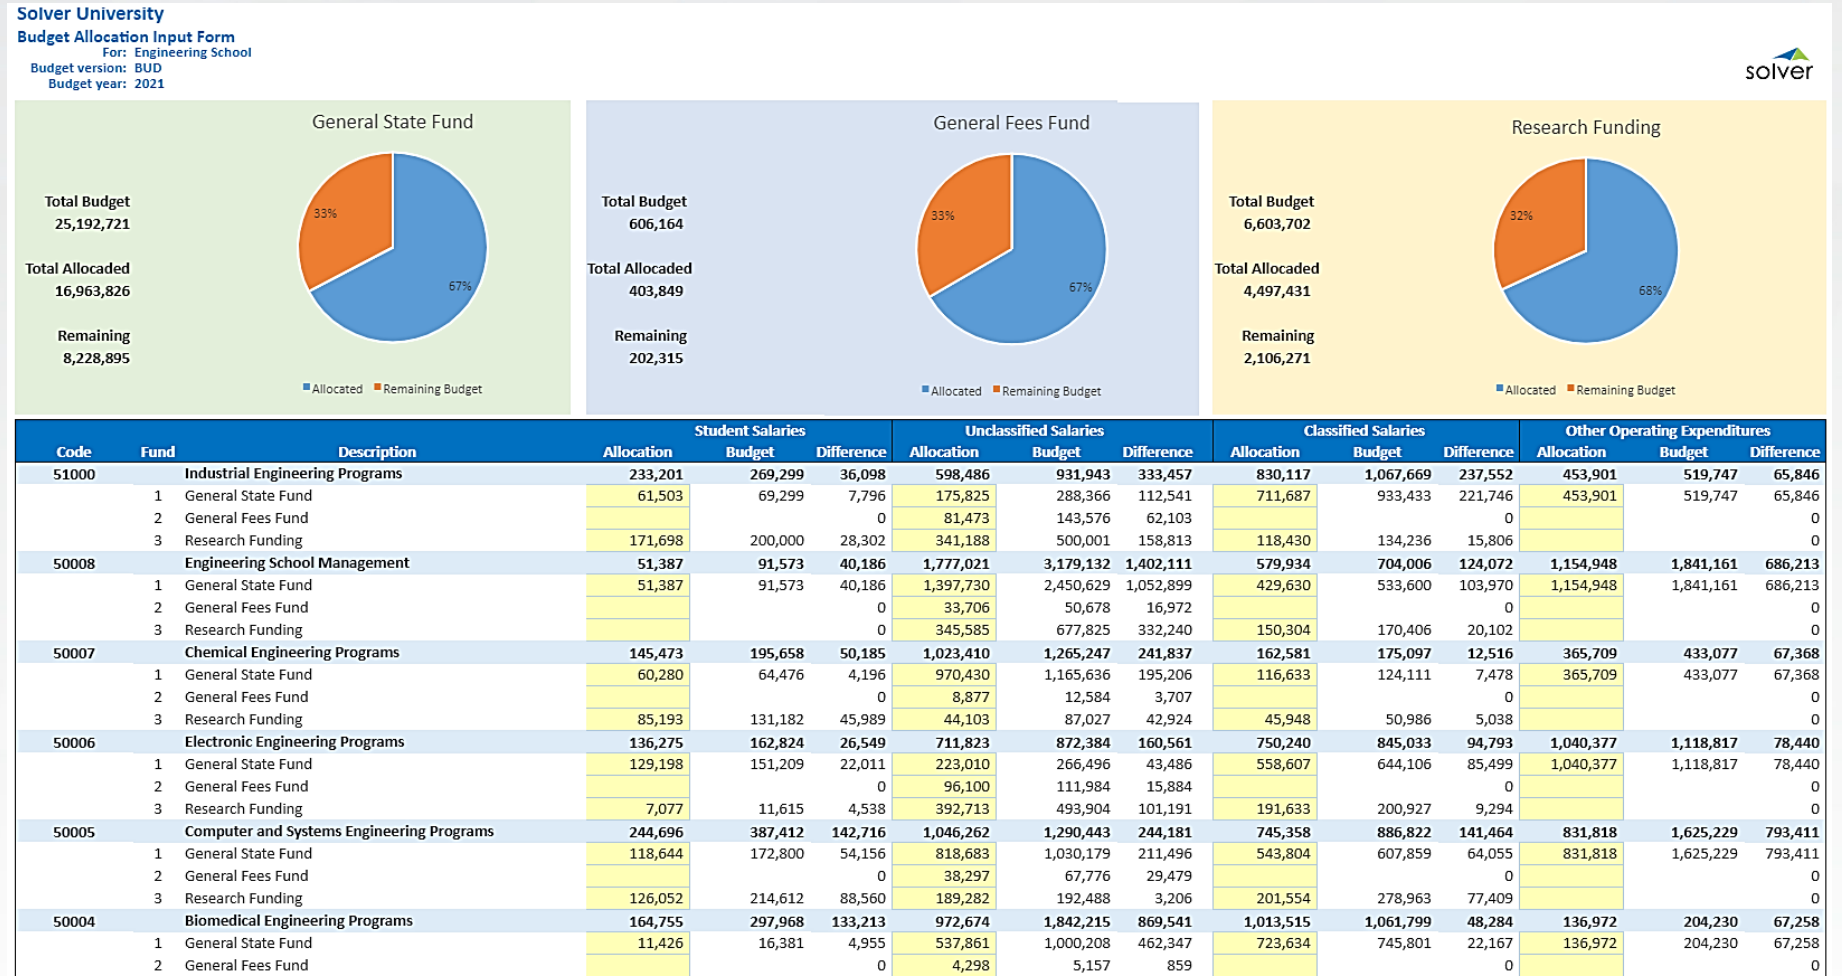 Solver University
Budget Allocation Input Form
For: Engineering School
Budget version: BUD
Budget year: 2021
solver
General State Fund
Total Budget
25,192,721
Total Allocaded
16,963,826
Remaining
8,228,895
33%
67%
Allocated Remaining Budget
General Fees Fund
Total Budget
606,164
Total Allocaded
403,849
Remaining
202,315
33%
67%
Allocated Remaining Budget
Research Funding
Total Budget
6,603,702
Total Allocaded
4,497,431
Remaining
2,106,271
32%
68%
Allocated Remaining Budget
Student Salaries Unclassified Salaries Classified Salaries Other Operating Expenditures
Code Fund Description Allocation Budget Difference Allocation Budget Difference Allocation Budget Difference Allocation Budget Difference
51000 Industrial Engineering Programs 233,201 269,299 36,098 598,486 931,943 333,457 830,117 1,067,669 237,552 453,901 519,747 65,846
1 General State Fund 61,503 69,299 7,796 175,825 288,366 112,541 711,687 933,433 221,746 453,901 519,747 65,846
2 General Fees Fund 0 81,473 143,576 62,103 0 0
3 Research Funding 171,698 200,000 28,302 341,188 500,001 158,813 118,430 134,236 15,806 0
50008 Engineering School Management 51,387 91,573 40,186 1,777,021 3,179,132 1,402,111 579,934 704,006 124,072 1,154,948 1,841,161 686,213
1 General State Fund 51,387 91,573 40,186 1,397,730 2,450,629 1,052,899 429,630 533,600 103,970 1,154,948 1,841,161 686,213
2 General Fees Fund 0 33,706 50,678 16,972 0 0
3 Research Funding 0 345,585 677,825 332,240 150,304 170,406 20,102 0
50007 Chemical Engineering Programs 145,473 195,658 50,185 1,023,410 1,265,247 241,837 162,581 175,097 12,516 365,709 433,077 67,368
1 General State Fund 60,280 64,476 4,196 970,430 1,165,636 195,206 116,633 124,111 7,478 365,709 433,077 67,368
2 General Fees Fund 0 8,877 12,584 3,707 0 0
3 Research Funding 85,193 131,182 45,989 44,103 87,027 42,924 45,948 50,986 5,038 0
50006 Electronic Engineering Programs 136,275 162,824 26,549 711,823 872,384 160,561 750,240 845,033 94,793 1,040,377 1,118,817 78,440
1 General State Fund 129,198 151,209 22,011 223,010 266,496 43,486 558,607 644,106 85,499 1,040,377 1,118,817 78,440
2 General Fees Fund 0 96,100 111,984 15,884 0 0
3 Research Funding 7,077 11,615 4,538 392,713 493,904 101,191 191,633 200,927 9,294 0
50005 Computer and Systems Engineering Programs 244,696 387,412 142,716 1,046,262 1,290,443 244,181 745,358 886,822 141,464 831,818 1,625,229 793,411
1 General State Fund 118,644 172,800 54,156 818,683 1,030,179 211,496 543,804 607,859 64,055 831,818 1,625,229 793,411
2 General Fees Fund 0 38,297 67,776 29,479 0 0
3 Research Funding 126,052 214,612 88,560 189,282 192,488 3,206 201,554 278,963 77,409 0
50004 Biomedical Engineering Programs 164,755 297,968 133,213 972,674 1,842,215 869,541 1,013,515 1,061,799 48,284 136,972 204,230 67,258
1 General State Fund 11,426 16,381 4,955 537,861 1,000,208 462,347 723,634 745,801 22,167 136,972 204,230 67,258
2 General Fees Fund 0 4,298 5,157 859 0 0